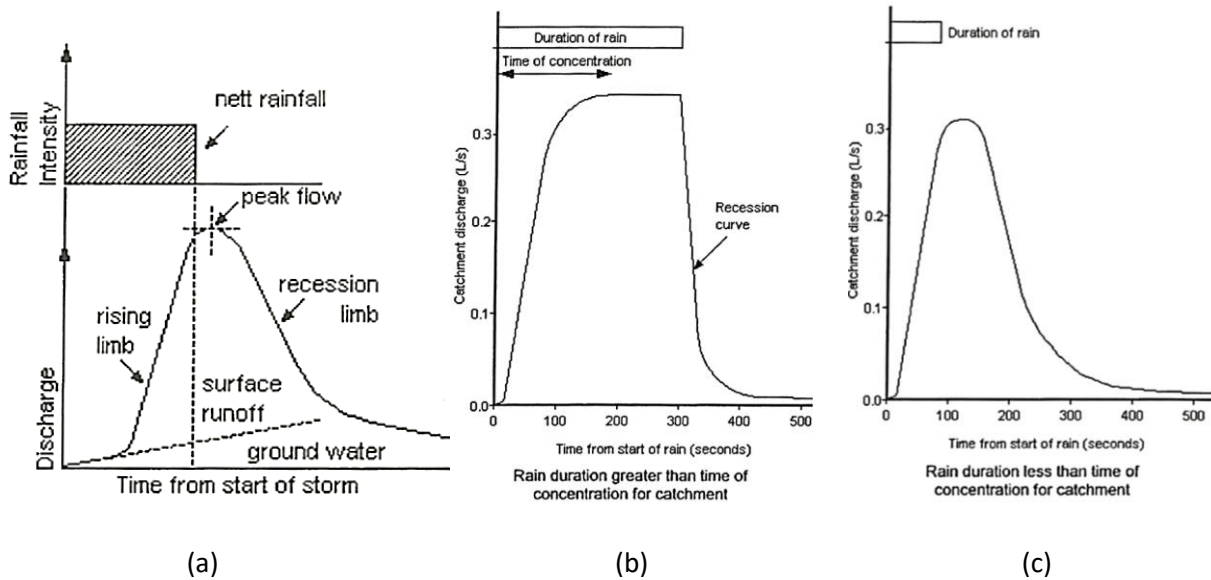 Rainfall
Intensity
nett rainfall
peak flow
recession
limb
rising
limb
surface
runoff
ground water
Discharge
Time from start of storm
(a)
Duration of rain
Time of concentration
Catchment discharge (L/s)
0.3
0.2
0.1
0.0
Recession
curve
0 100 200 300 400 500
Time from start of rain (seconds)
Rain duration greater than time of
concentration for catchment
(b)
Duration of rain
Catchment discharge (L/s)
0.3
0.2
0.1
0.0
0 100 200 300 400 500
Time from start of rain (seconds)
Rain duration less than time of
concentration for catchment
(c)